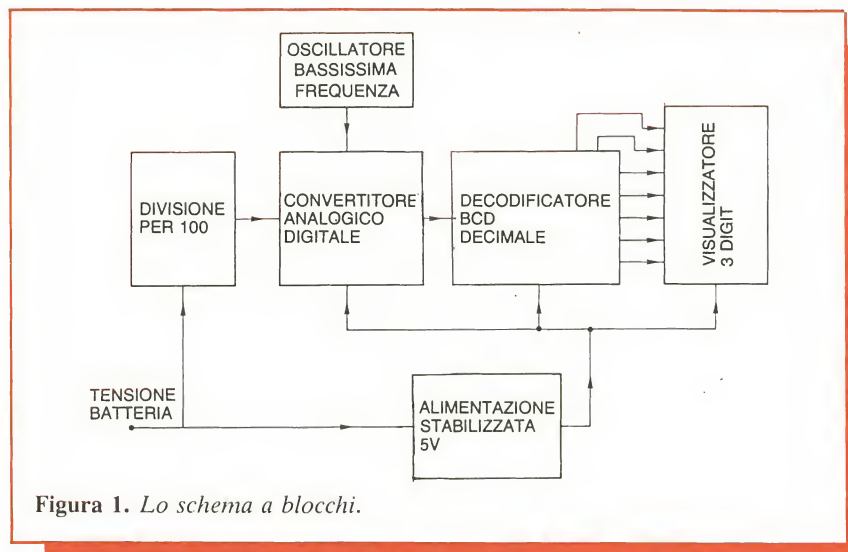 OSCILLATORE
BASSISSIMA
FREQUENZA
DIVISIONE
PER 100
CONVERTITORE
ANALOGICO
DIGITALE
DECODIFICATORE
BCD
DECIMALE
VISUALIZZATORE
3 DIGIT
TENSIONE
BATTERIA
ALIMENTAZIONE
STABILIZZATA
5V
Figura 1. Lo schema a blocchi.